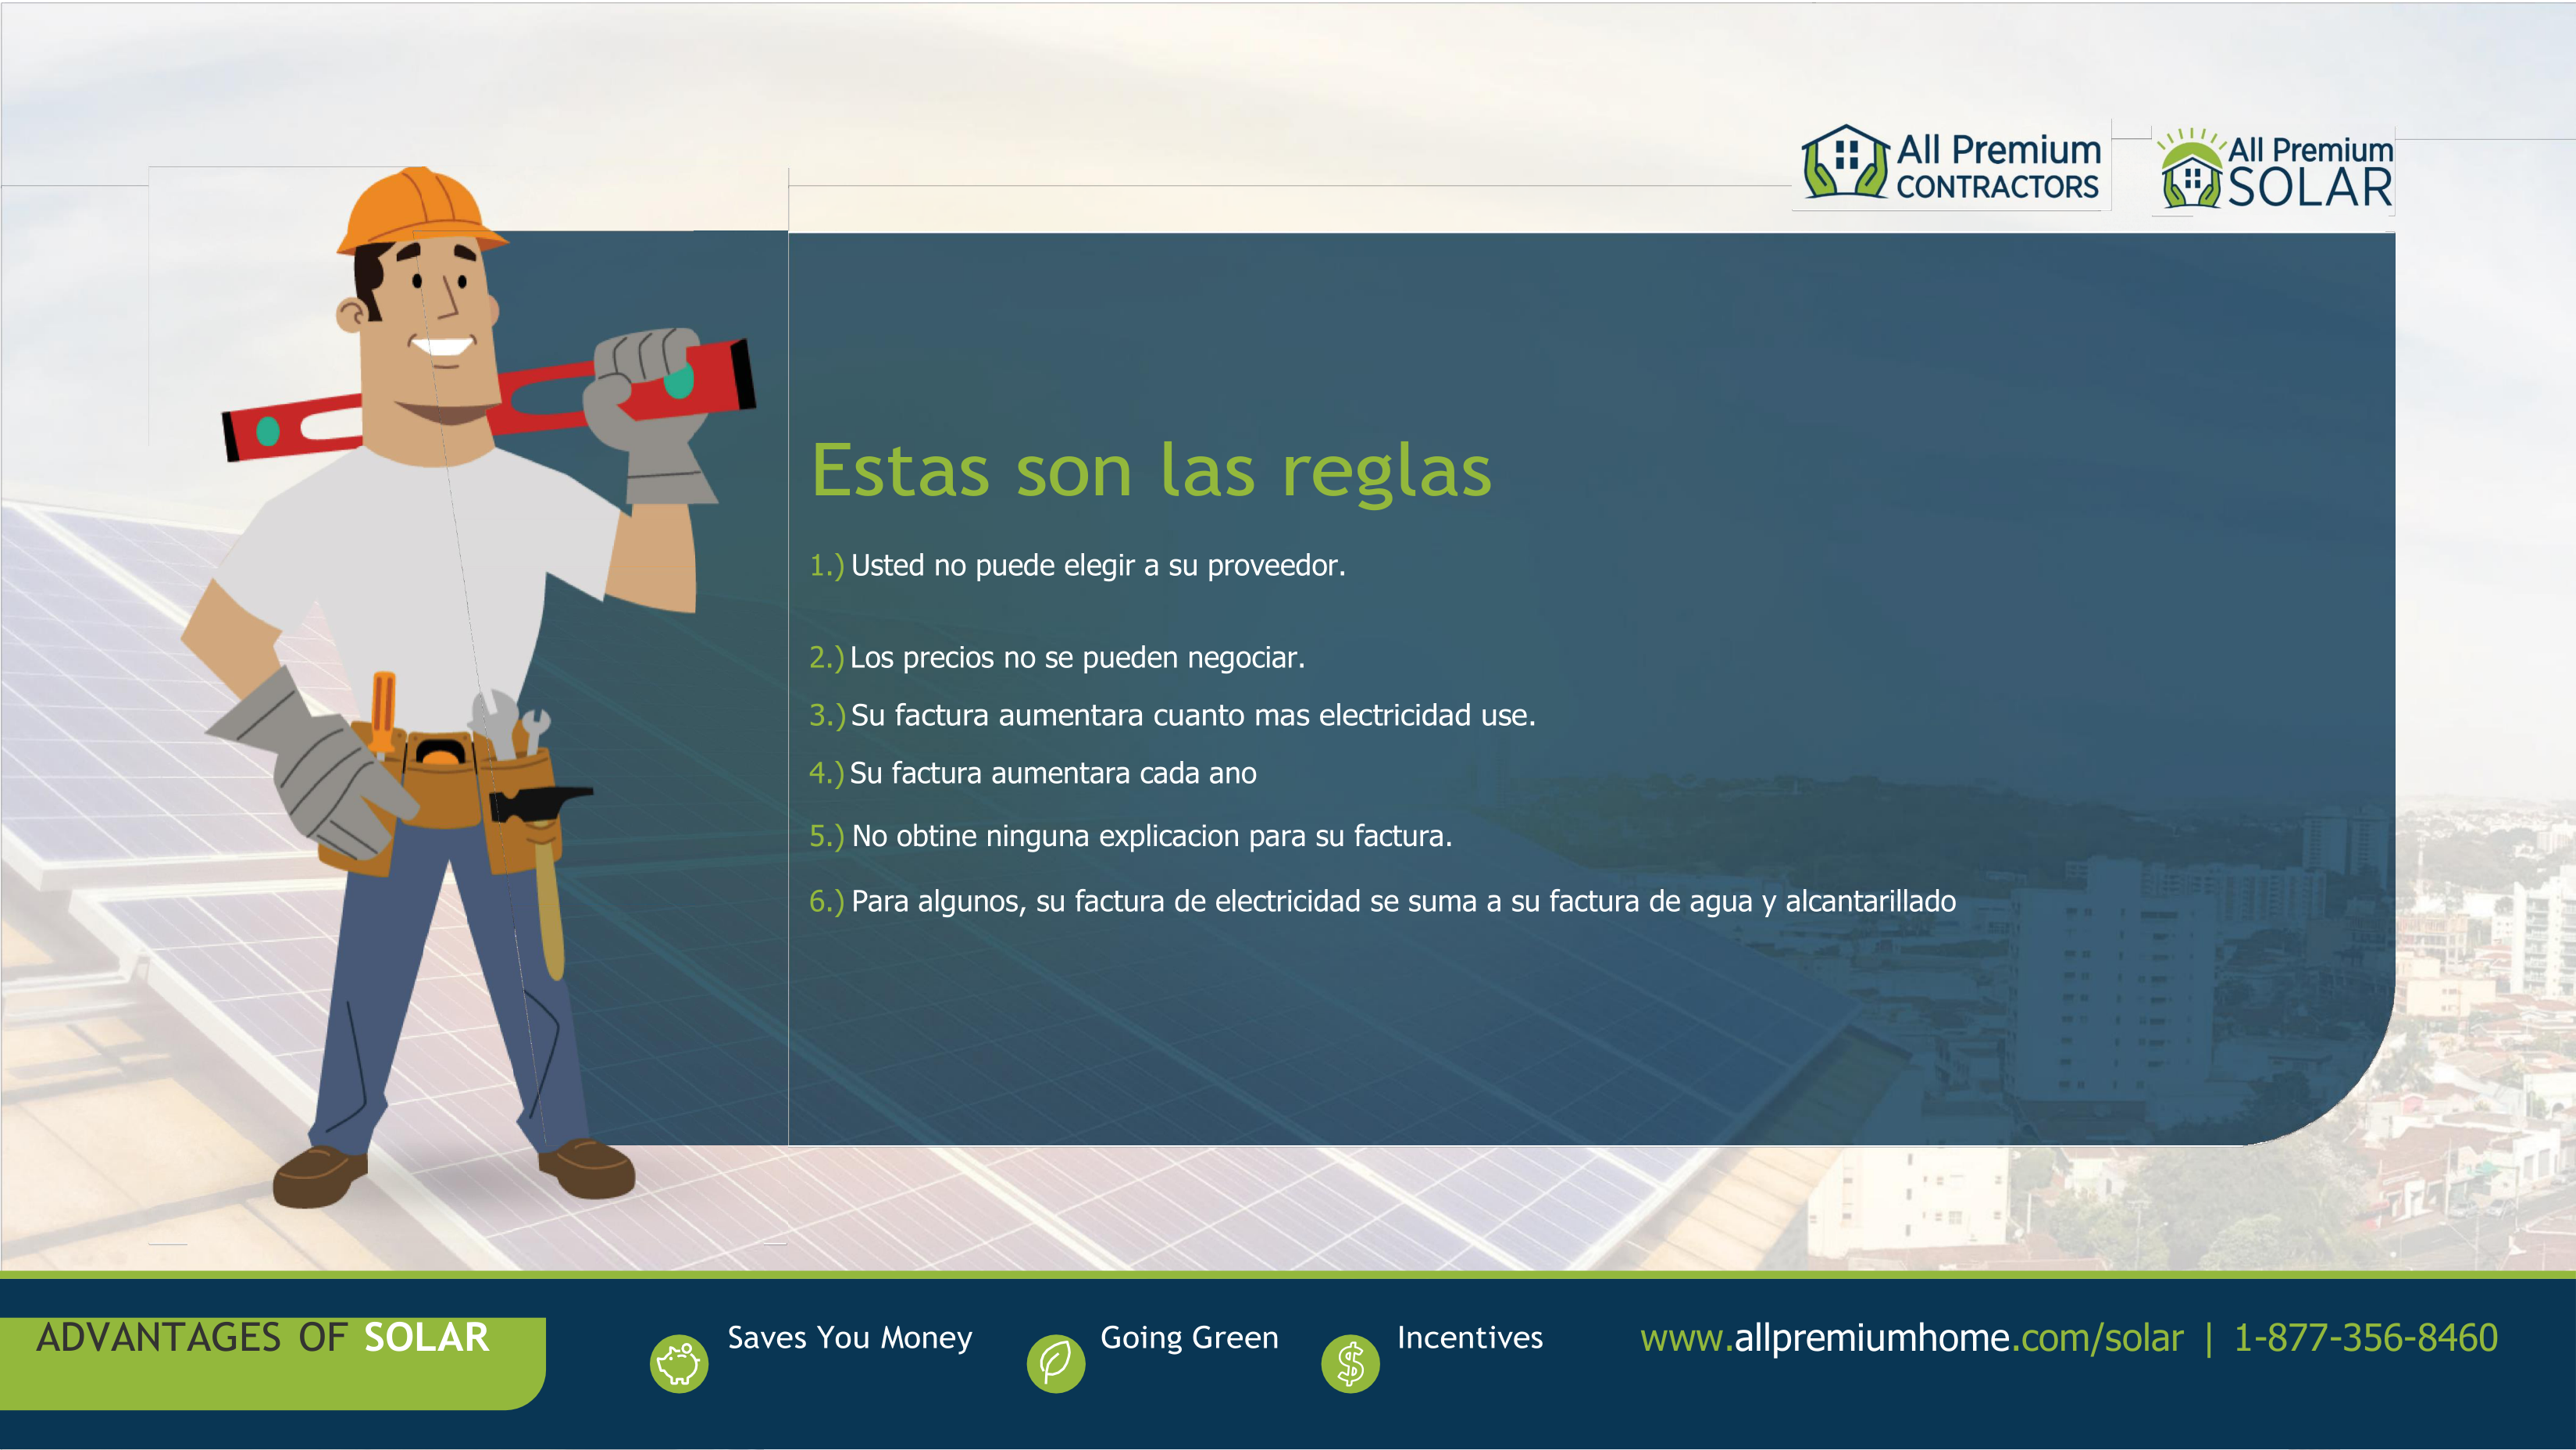 All Premium
CONTRACTORS
All Premium
SOLAR
Estas son las reglas
1.) Usted no puede elegir a su proveedor.
2.) Los precios no se pueden negociar.
3.) Su factura aumentara cuanto mas electricidad use.
4.) Su factura aumentara cada ano
5.) No obtine ninguna explicacion para su factura.
6.) Para algunos, su factura de electricidad se suma a su factura de agua y alcantarillado
ADVANTAGES OF SOLAR
Saves You Money
Going Green
Incentives
www.allpremiumhome.com/solar | 1-877-356-8460